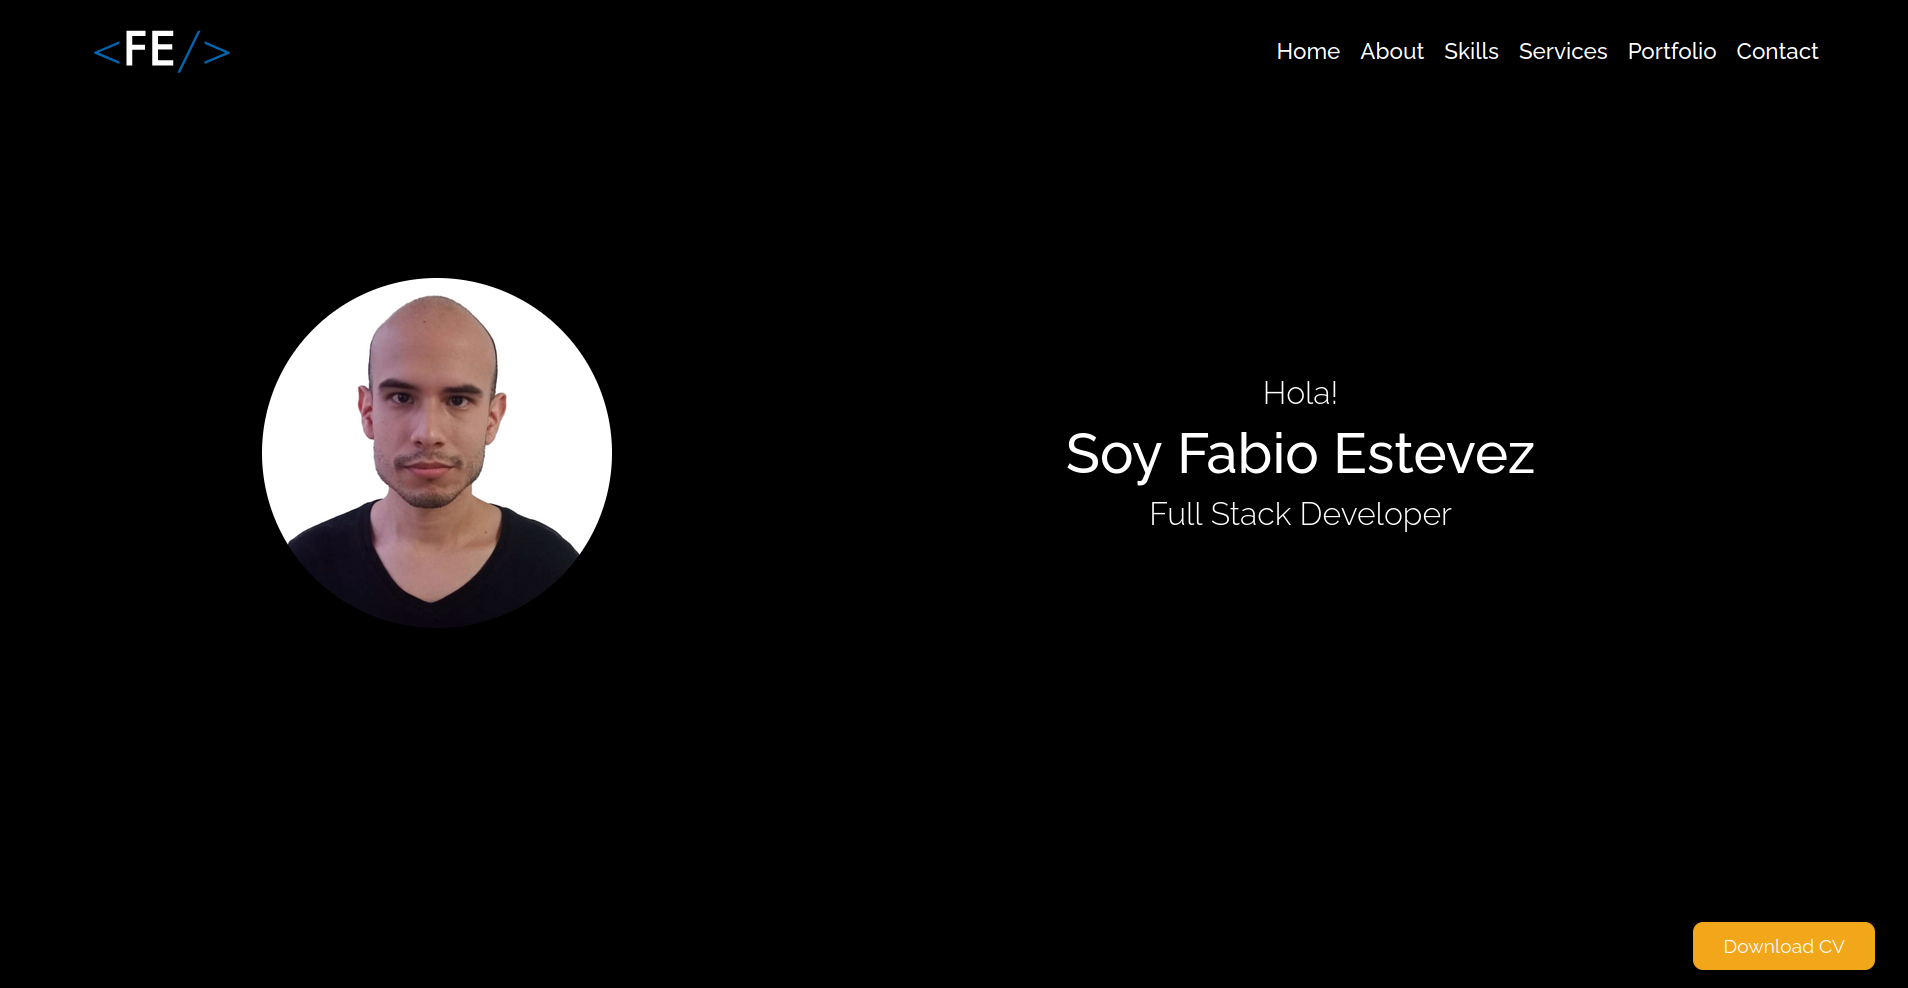 <FE/>
Home About Skills Services Portfolio Contact
Hola!
Soy Fabio Estevez
Full Stack Developer
Download CV